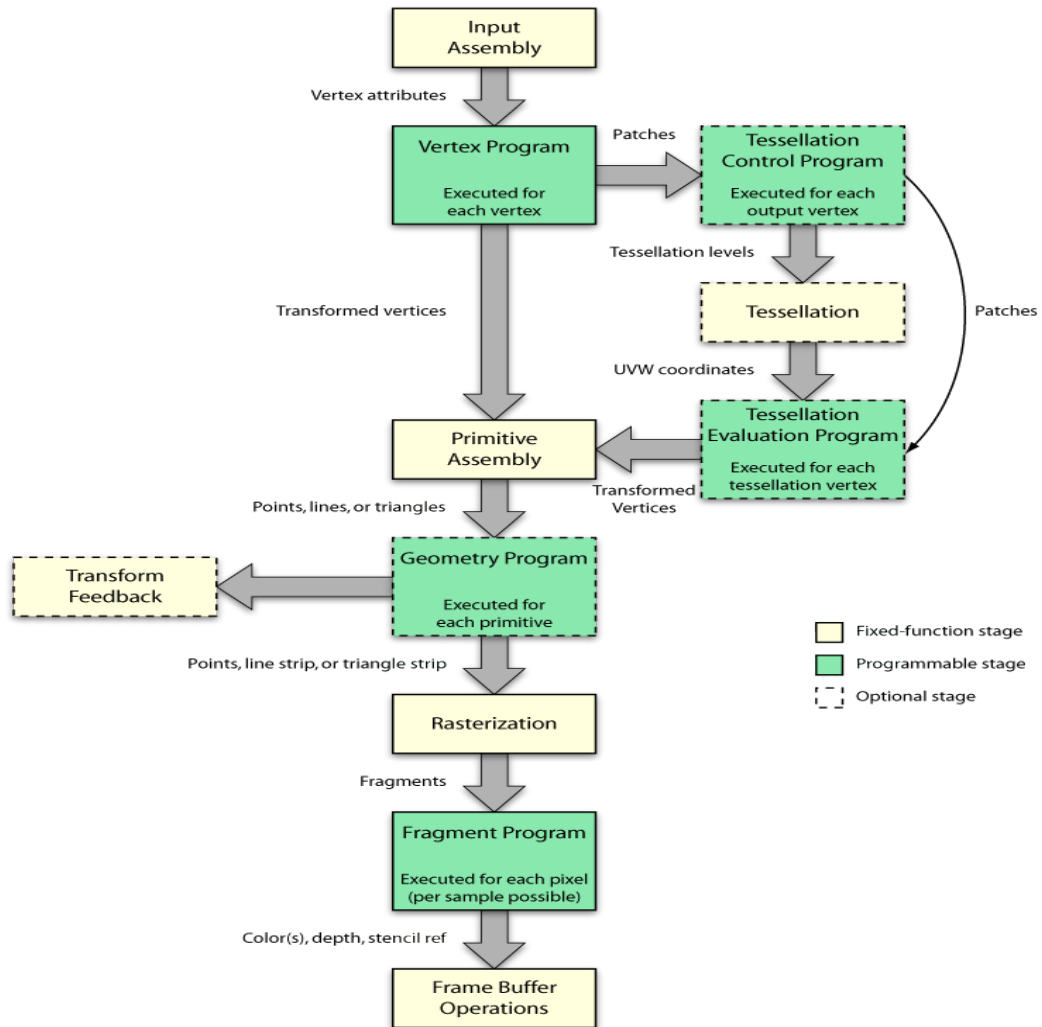 Input
Assembly
Vertex attributes
Vertex Program
Executed for
each vertex
Patches
Tessellation
Control Program
Executed for each
output vertex
Tessellation levels
Transformed vertices
Tessellation
Patches
UVW coordinates
Tessellation
Evaluation Program
Executed for each
tessellation vertex
Transformed
Vertices
Primitive
Assembly
Points, lines, or triangles
Geometry Program
Executed for
each primitive
Transform
Feedback
Points, line strip, or triangle strip
Rasterization
Fragments
Fragment Program
Executed for each pixel
(per sample possible)
Color(s), depth, stencil ref
Frame Buffer
Operations
Fixed-function stage
Programmable stage
Optional stage